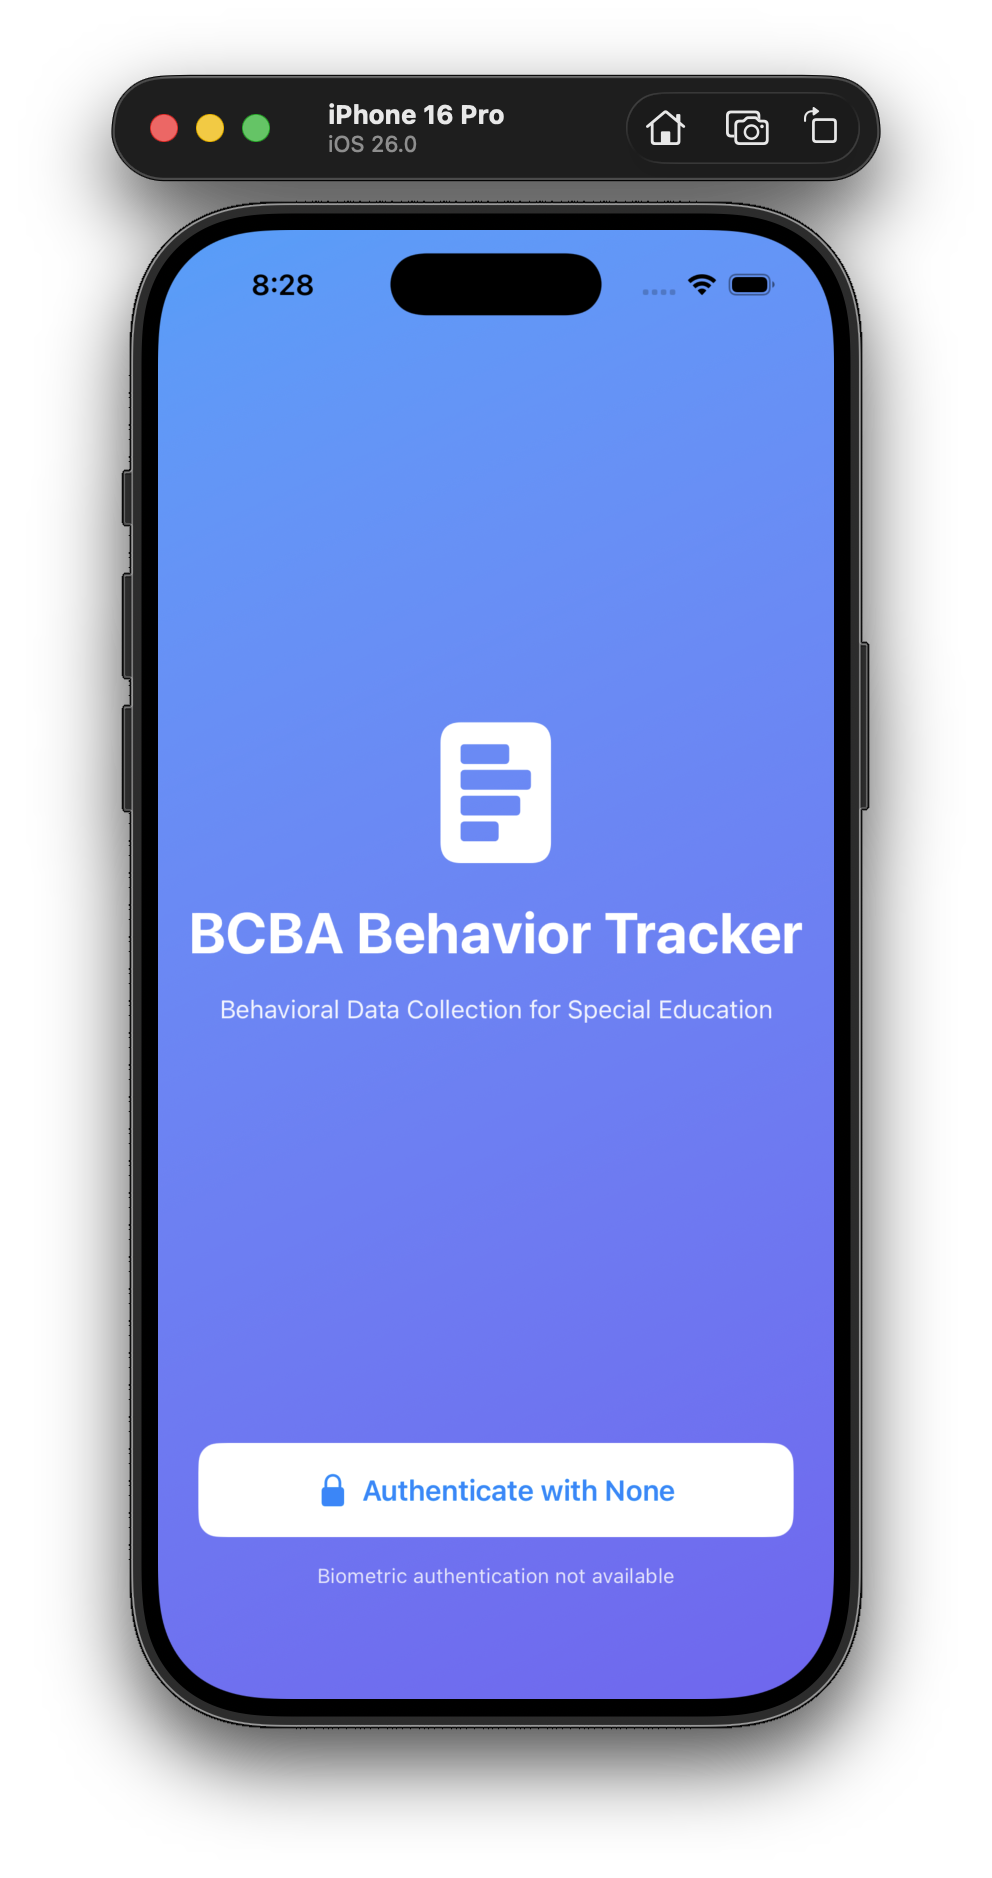 iPhone 16 Pro
iOS 26.0
8:28
BCBA Behavior Tracker
Behavioral Data Collection for Special Education
Authenticate with None
Biometric authentication not available